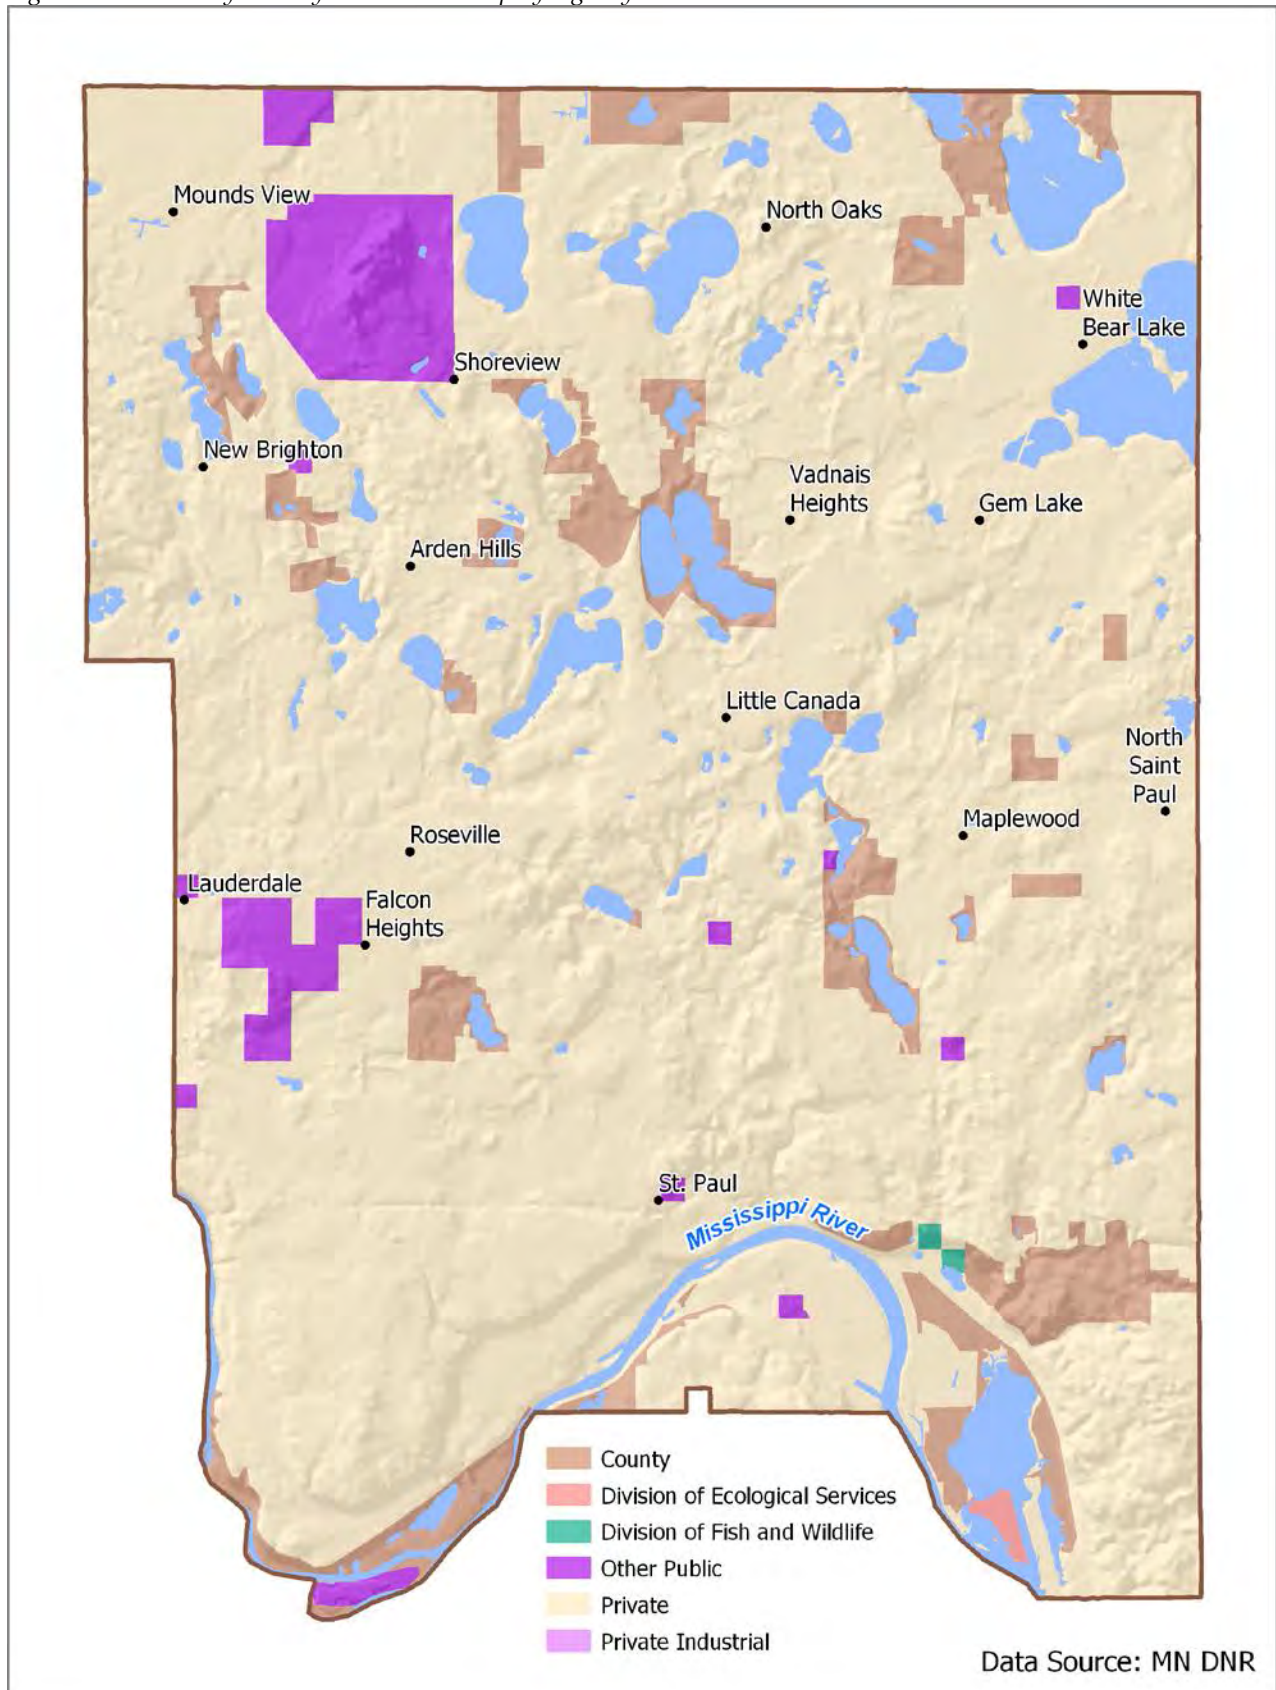 Mounds View
North Oaks
White
Bear Lake
Shoreview
New Brighton
Vadnais
Heights
Gem Lake
Arden Hills
Little Canada
North
Saint
Paul
Maplewood
Roseville
Lauderdale
Falcon
Heights
St. Paul
Mississippi River
County
Division of Ecological Services
Division of Fish and Wildlife
Other Public
Private
Private Industrial
Data Source: MN DNR